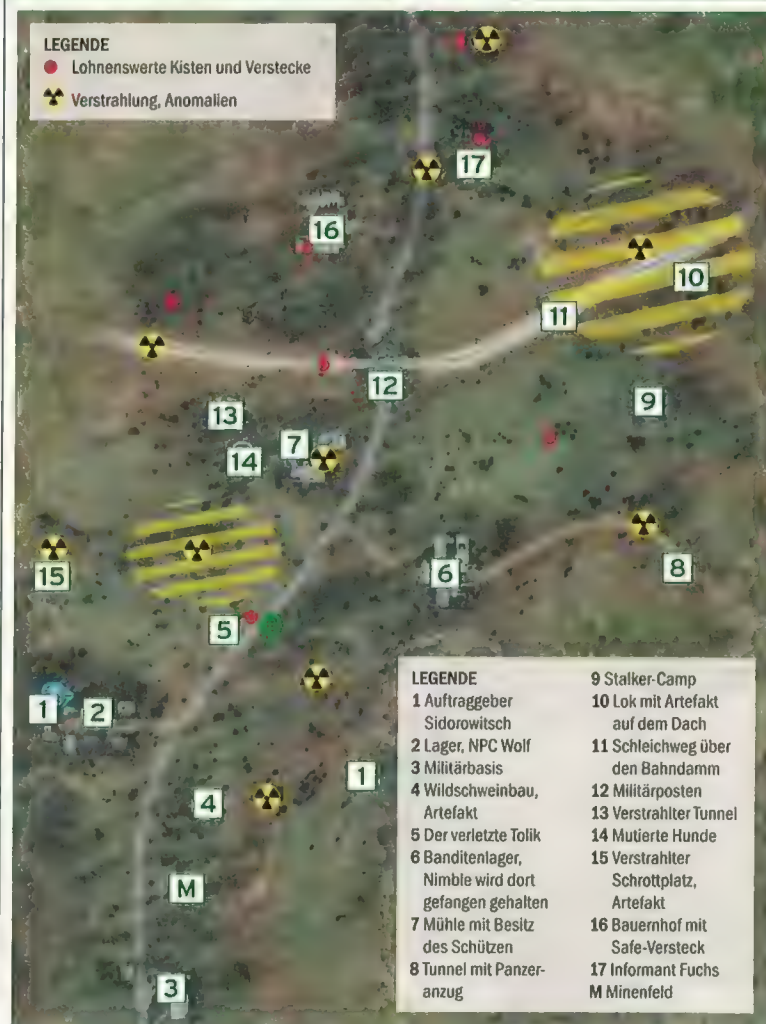 LEGENDE
Lohnenswerte Kisten und Verstecke
Verstrahlung, Anomalien
17
16
10
11
12
9
13
7
14
15
6
8
5
1
2
1
4
M
3
LEGENDE
1 Auftraggeber
Sidorowitsch
2 Lager, NPC Wolf
3 Militärbasis
4 Wildschweinbau,
Artefakt
5 Der verletzte Tolik
6 Banditenlager,
Nimble wird dort
gefangen gehalten
7 Mühle mit Besitz
des Schützen
8 Tunnel mit Panzer-
anzug
9 Stalker-Camp
10 Lok mit Artefakt
auf dem Dach
11 Schleichweg über
den Bahndamm
12 Militärposten
13 Verstrahlter Tunnel
14 Mutierte Hunde
15 Verstrahlter
Schrottplatz,
Artefakt
16 Bauernhof mit
Safe-Versteck
17 Informant Fuchs
M Minenfeld